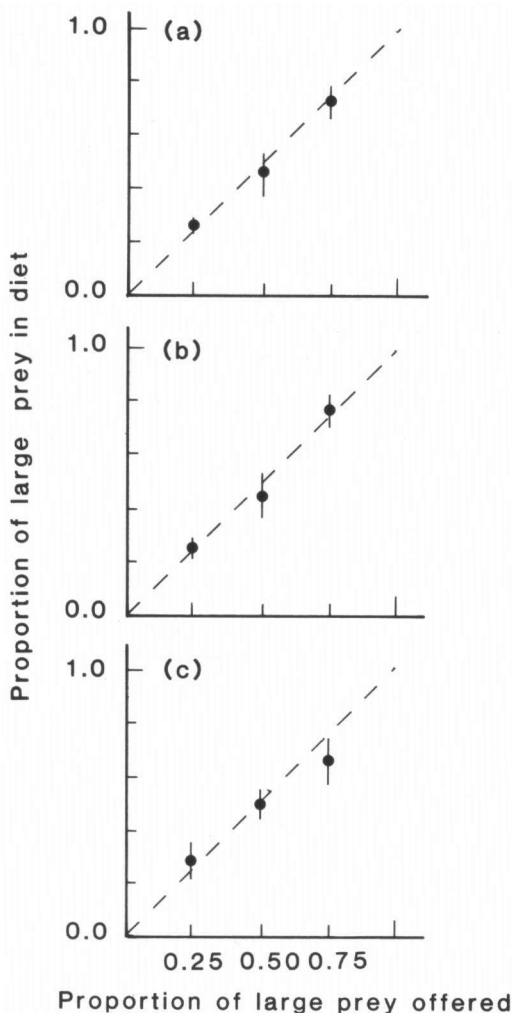 Proportion of large prey in diet
1.0 (a)
0.0
1.0 (b)
0.0
1.0 (c)
0.0
0.25 0.50 0.75
Proportion of large prey offered